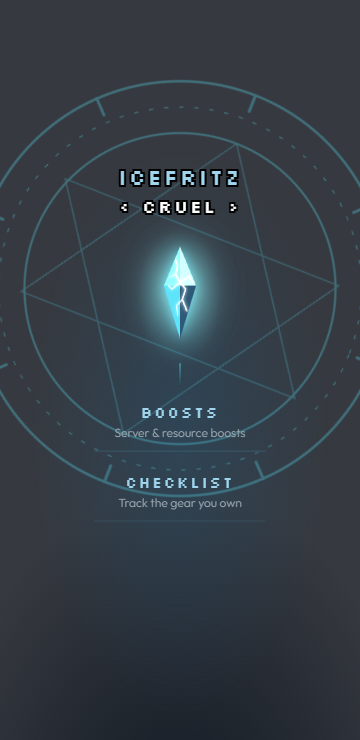 ICEFRITZ
< CRUEL >
BOOSTS
Server & resource boosts
CHECKLIST
Track the gear you own